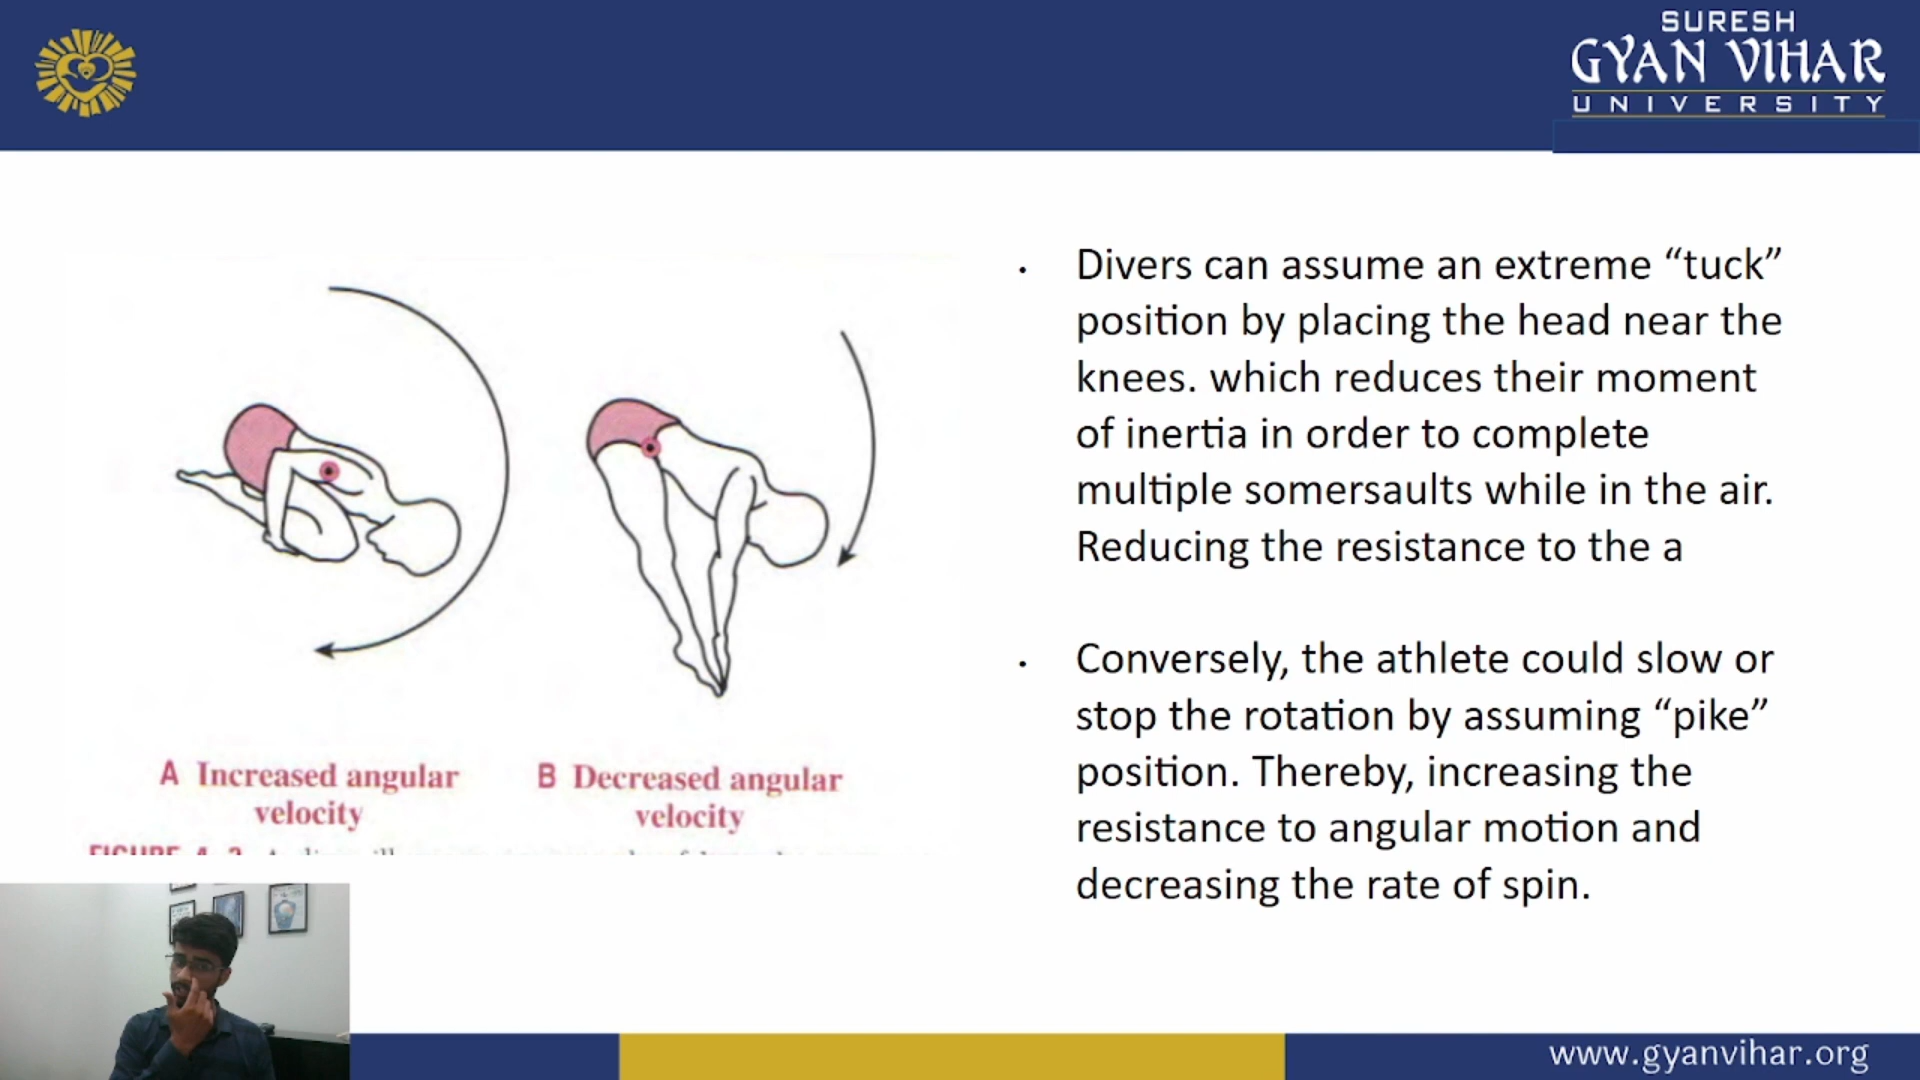 SURESH
GYAN VIHAR
UNIVERSITY
• Divers can assume an extreme “tuck”
position by placing the head near the
knees. which reduces their moment
of inertia in order to complete
multiple somersaults while in the air.
Reducing the resistance to the a
• Conversely, the athlete could slow or
stop the rotation by assuming “pike”
position. Thereby, increasing the
resistance to angular motion and
decreasing the rate of spin.
A Increased angular
velocity
B Decreased angular
velocity
www.gyanvihar.org